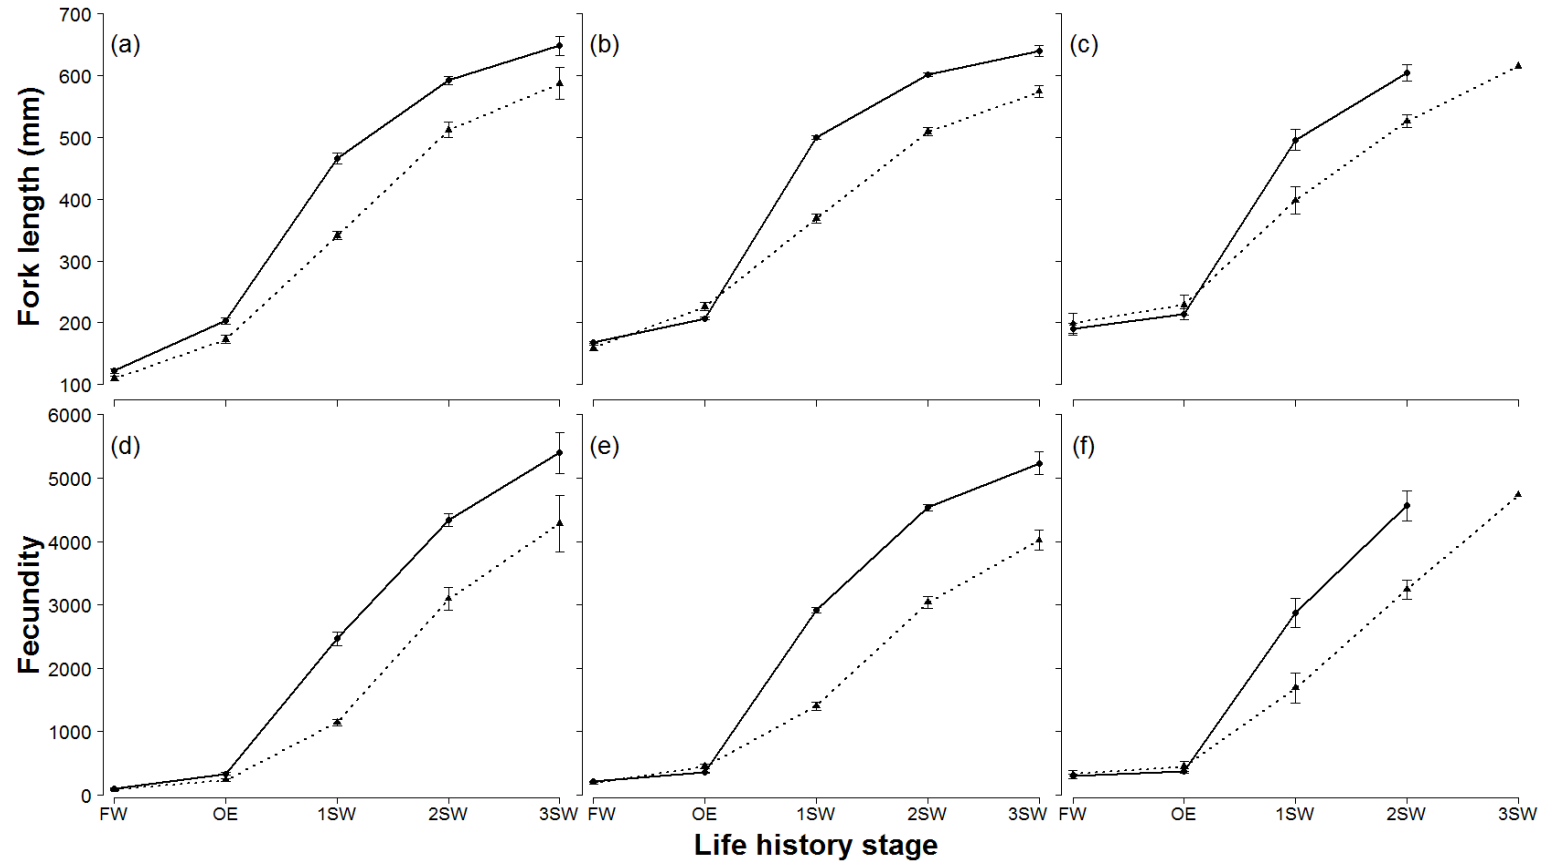 Fork length (mm)
700
600
500
400
300
200
100
(a)
(b)
(c)
Fecundity
6000
5000
4000
3000
2000
1000
0
(d)
(e)
(f)
FW OE 1SW 2SW 3SW FW OE 1SW 2SW 3SW FW OE 1SW 2SW 3SW
Life history stage